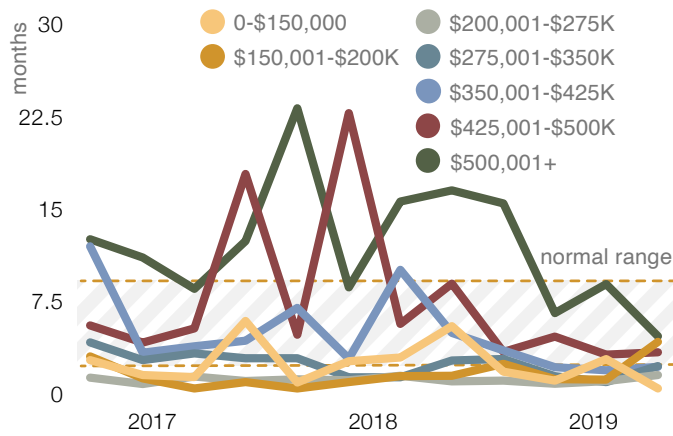 30
months
22.5
15
7.5
0
0-$150,000
$150,001-$200K
$200,001-$275K
$275,001-$350K
$350,001-$425K
$425,001-$500K
$500,001+
normal range
2017
2018
2019